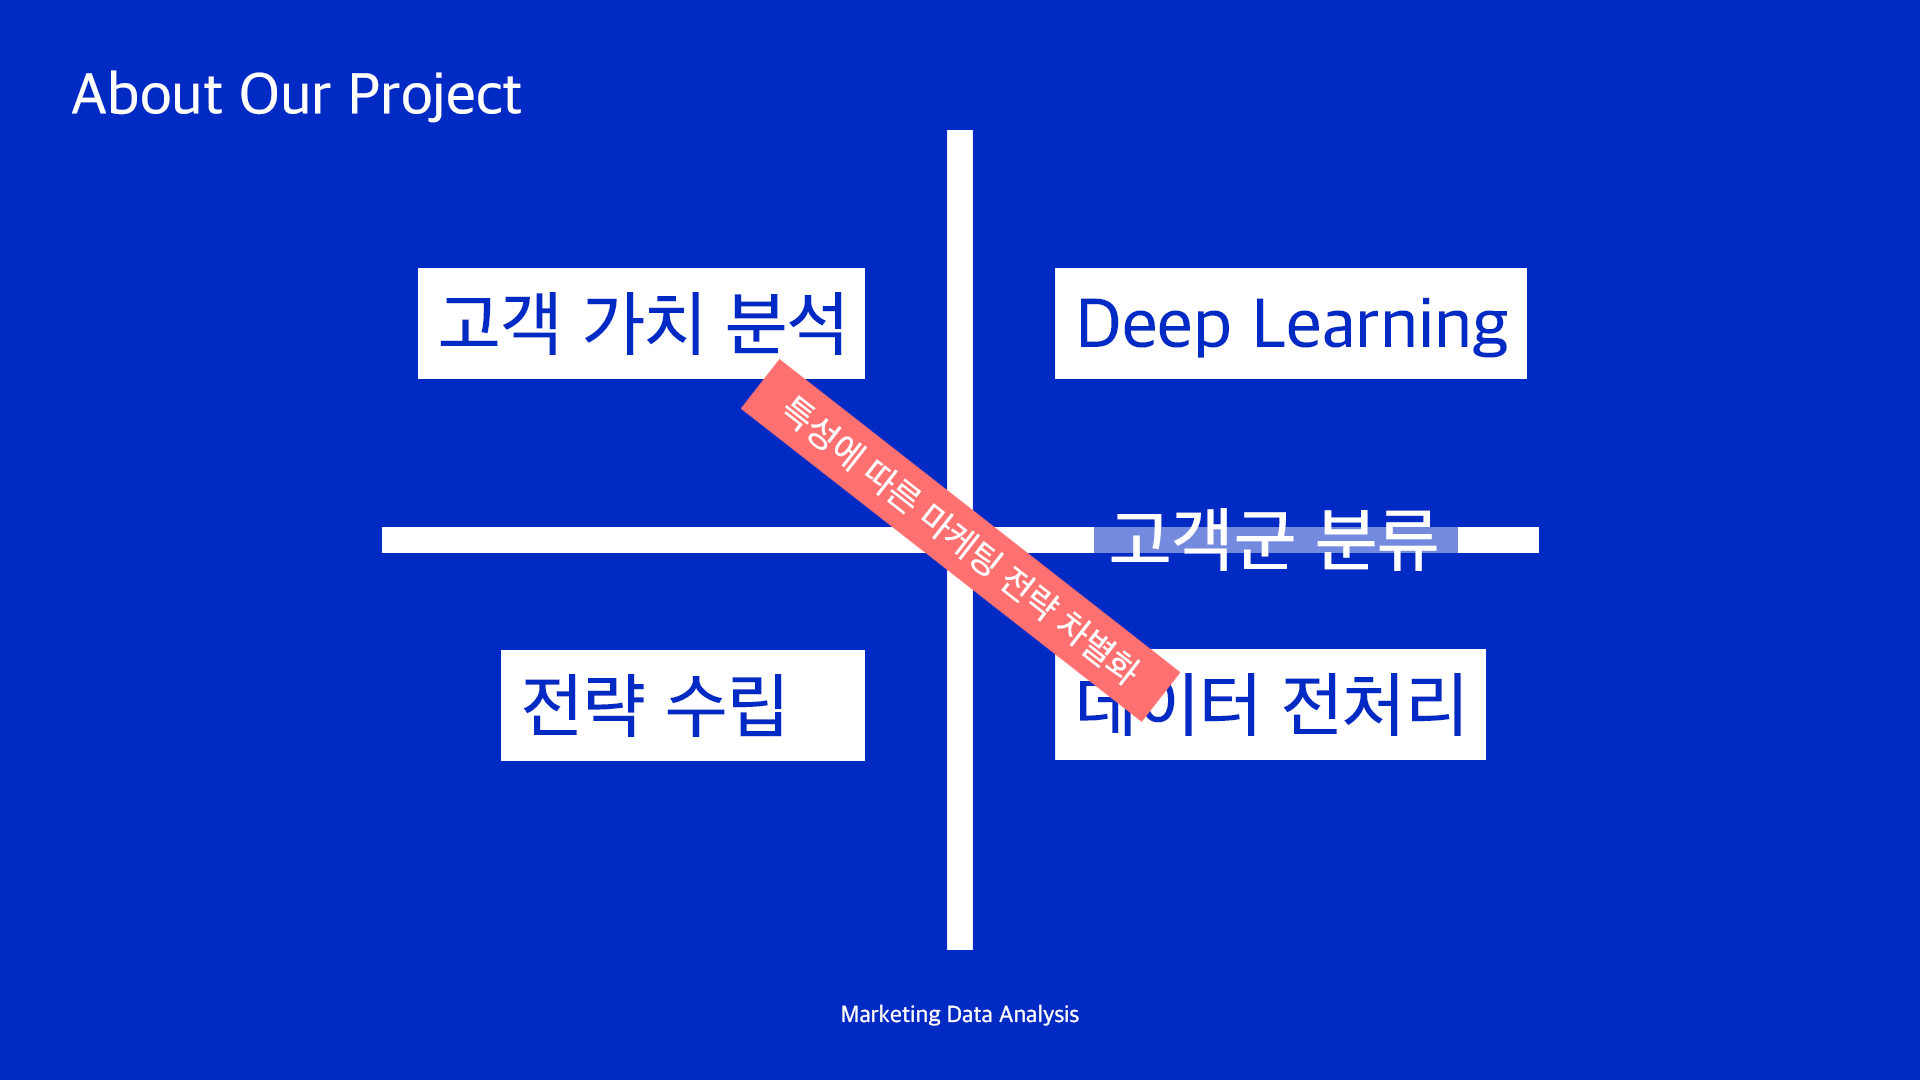 About Our Project
고객 가치 분석
Deep Learning
특성에 따른 마케팅 전략 차별화
고객군 분류
전략 수립
데이터 전처리
Marketing Data Analysis